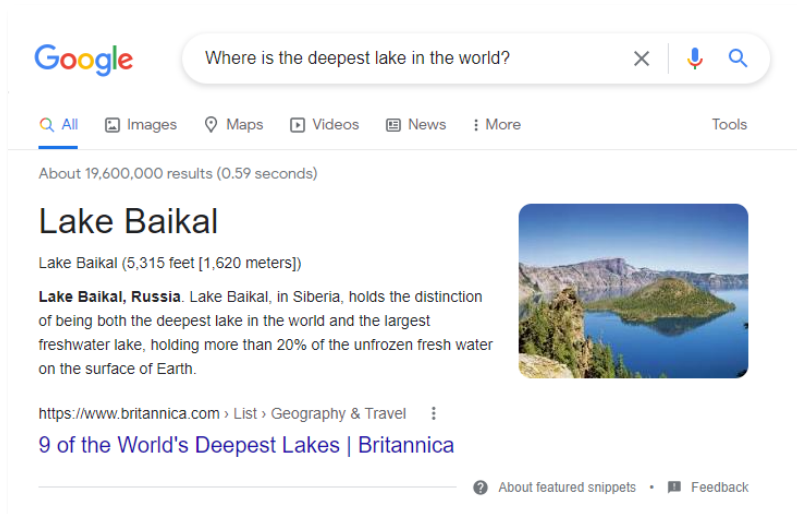 Google
Where is the deepest lake in the world?
All Images Maps Videos News More Tools
About 19,600,000 results (0.59 seconds)
Lake Baikal
Lake Baikal (5,315 feet [1,620 meters])
Lake Baikal, Russia. Lake Baikal, in Siberia, holds the distinction
of being both the deepest lake in the world and the largest
freshwater lake, holding more than 20% of the unfrozen fresh water
on the surface of Earth.
https://www.britannica.com › List › Geography & Travel
9 of the World's Deepest Lakes | Britannica
About featured snippets • Feedback